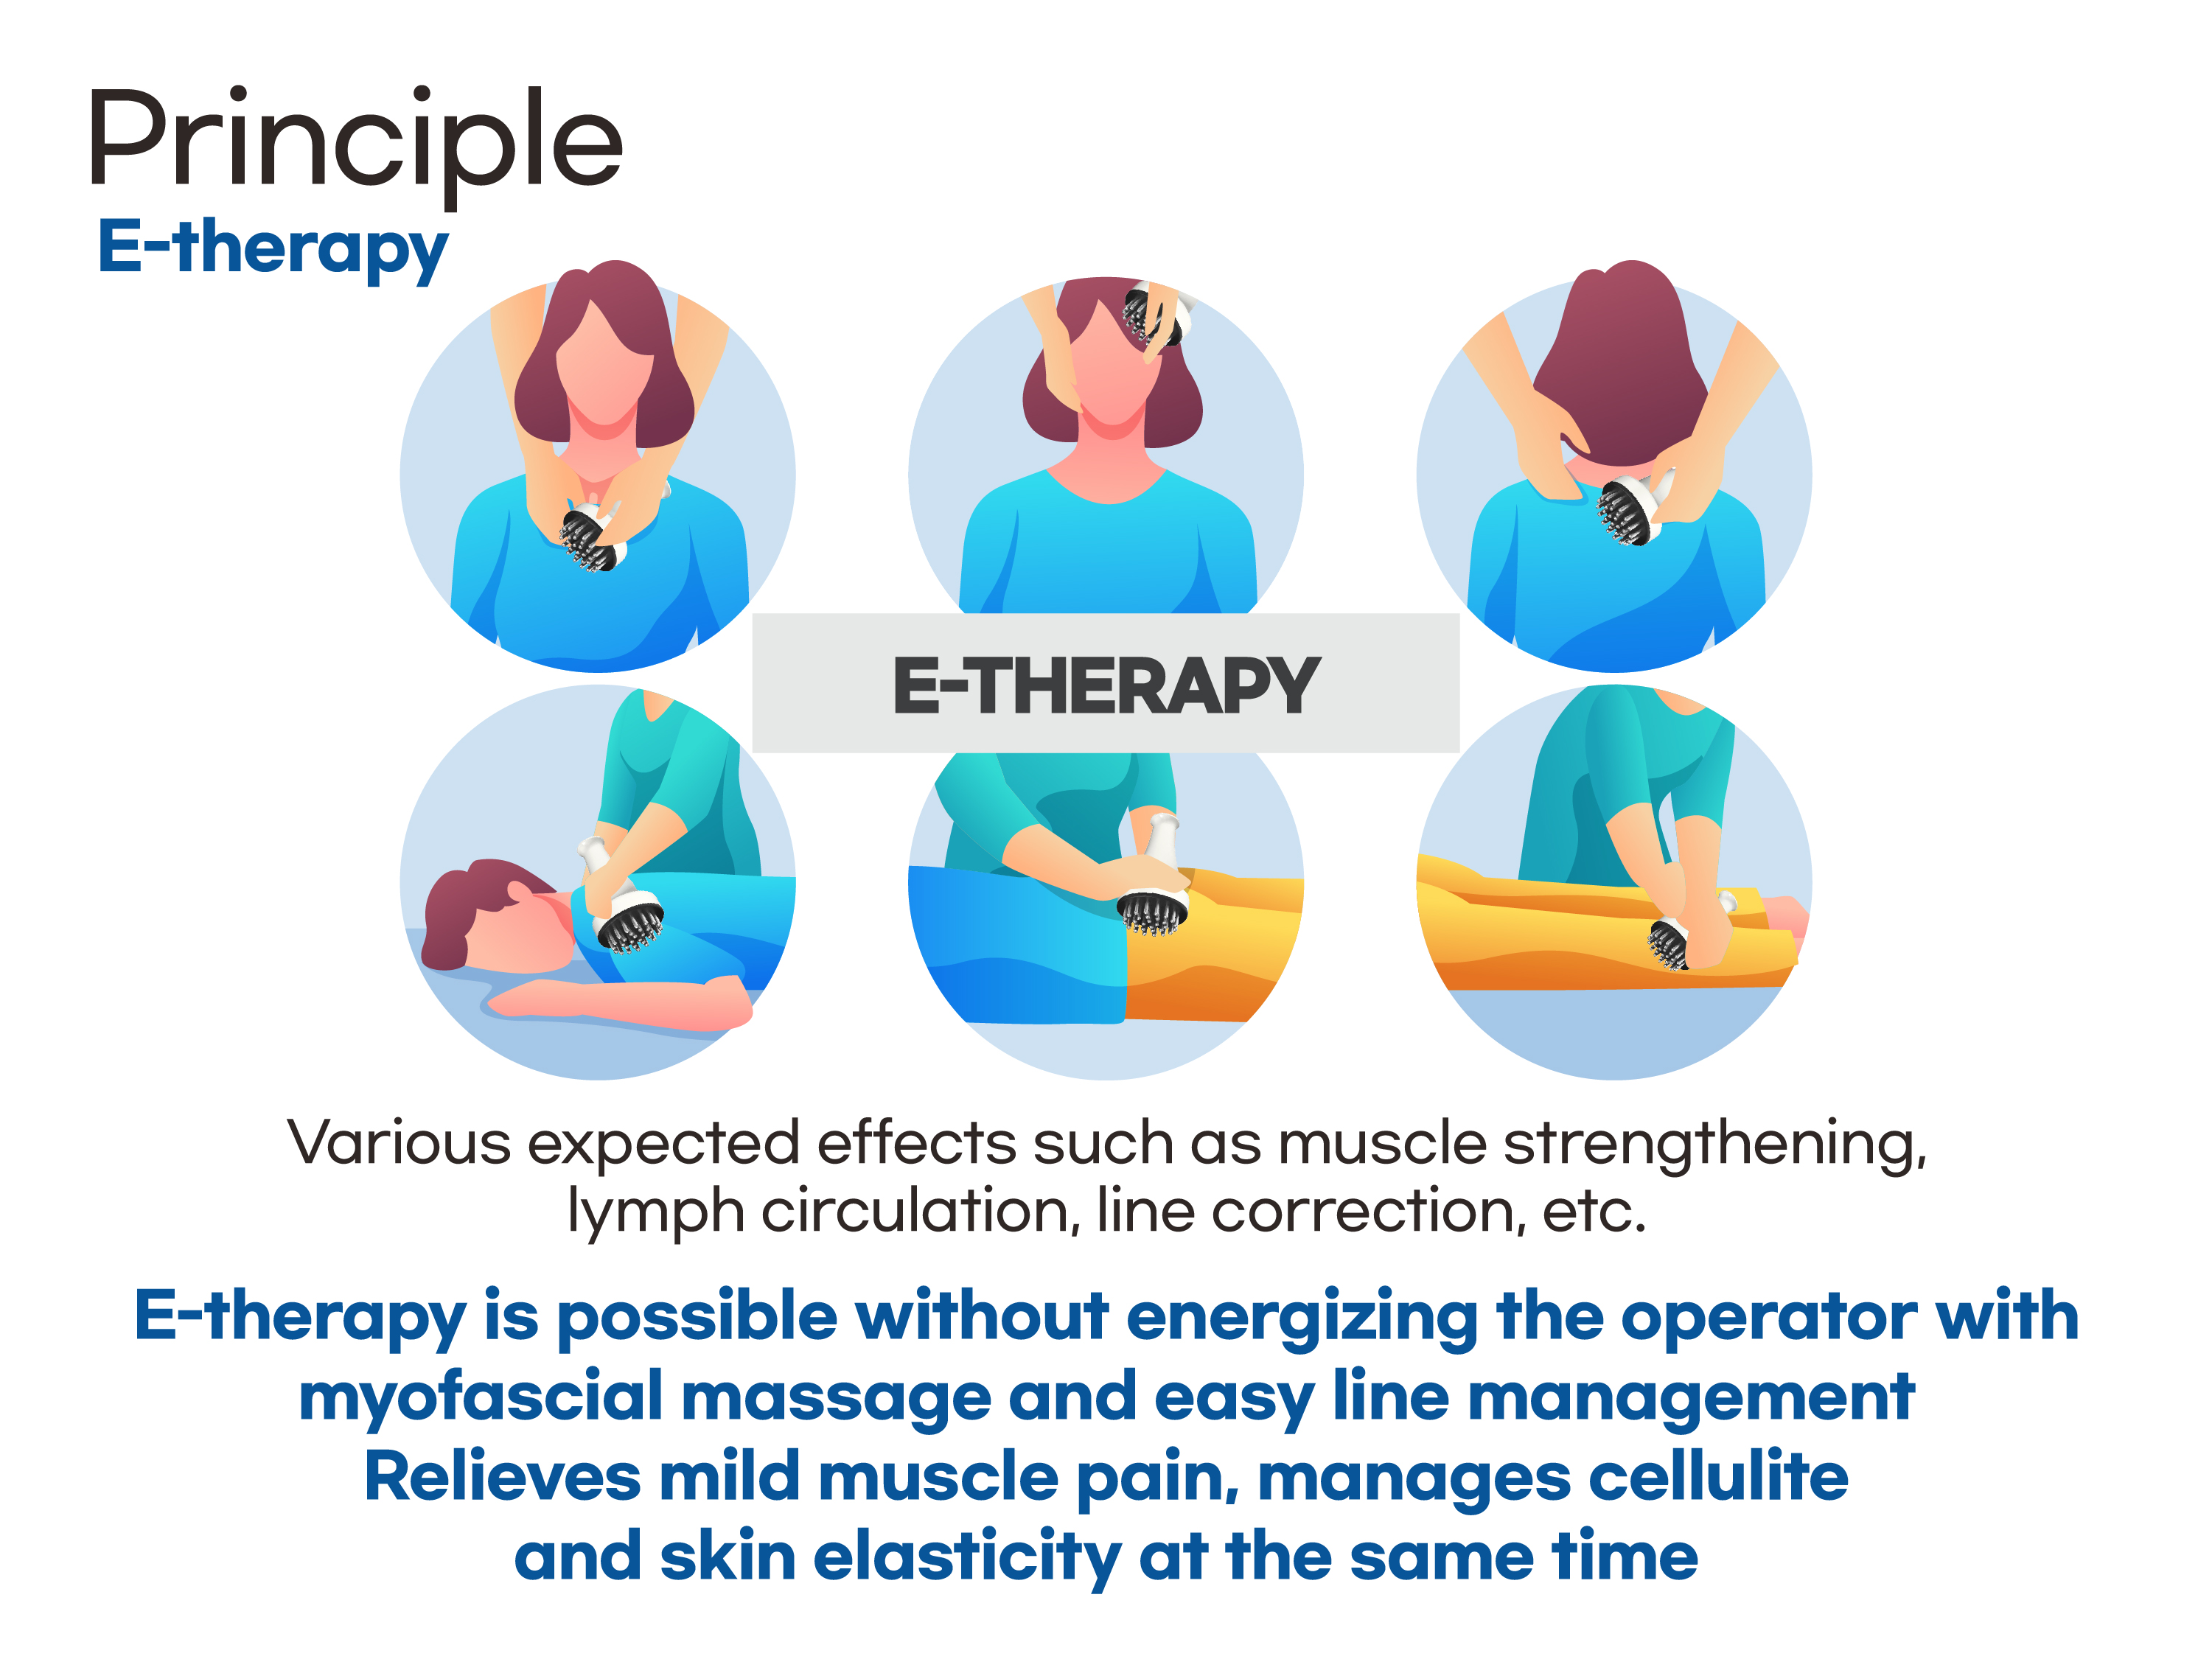 Principle
E-therapy
E-THERAPY
Various expected effects such as muscle strengthening,
lymph circulation, line correction, etc.
E-therapy is possible without energizing the operator with
myofascial massage and easy line management
Relieves mild muscle pain, manages cellulite
and skin elasticity at the same time